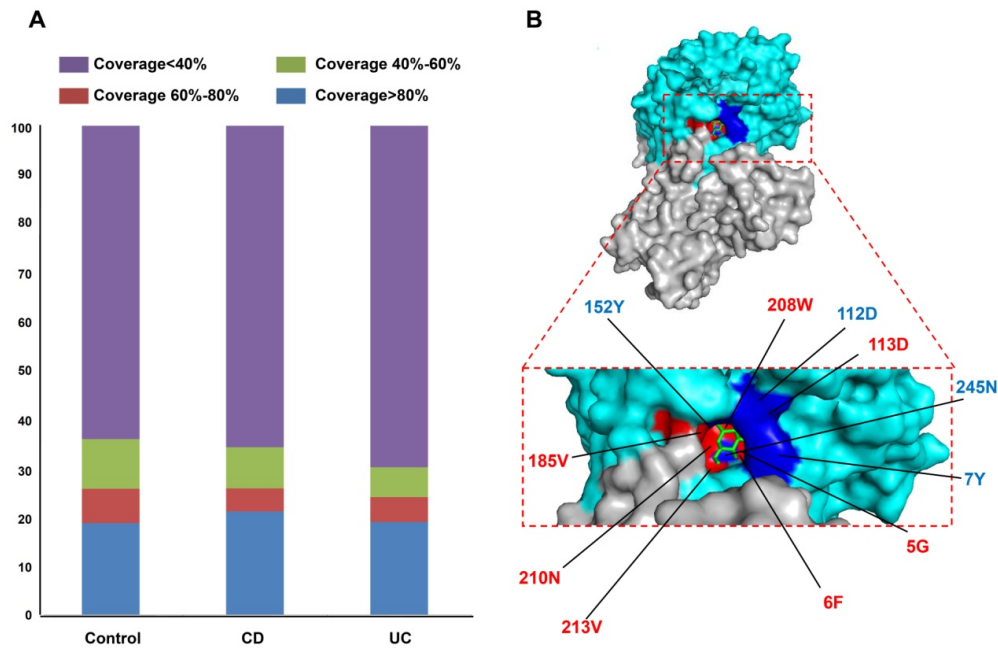 A
Coverage<40%
Coverage 40%-60%
Coverage 60%-80%
Coverage>80%
100
90
80
70
60
50
40
30
20
10
0
Control
CD
UC
B
152Y
208W
112D
113D
245N
185V
7Y
5G
210N
6F
213V